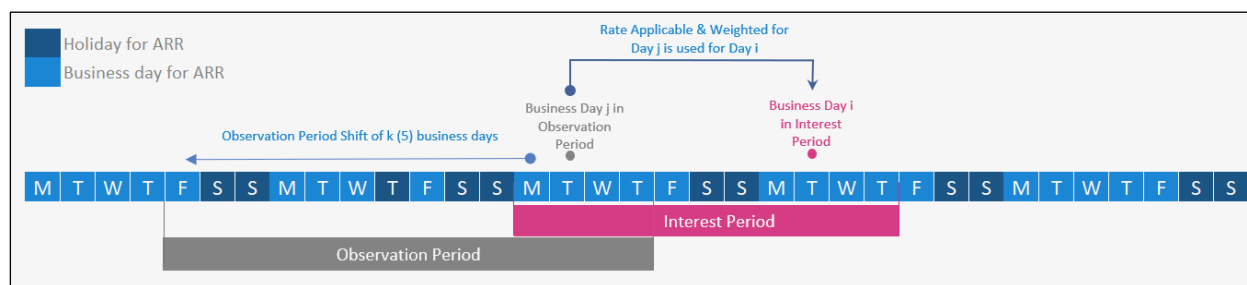 Holiday for ARR
Business day for ARR
Rate Applicable & Weighted for
Day j is used for Day i
Observation Period Shift of k (5) business days
Business Day j in
Observation
Period
Business Day i
in Interest
Period
M T W T F S S M T W T F S S M T W T F S S M T W T F S S M T W T F S S
Interest Period
Observation Period